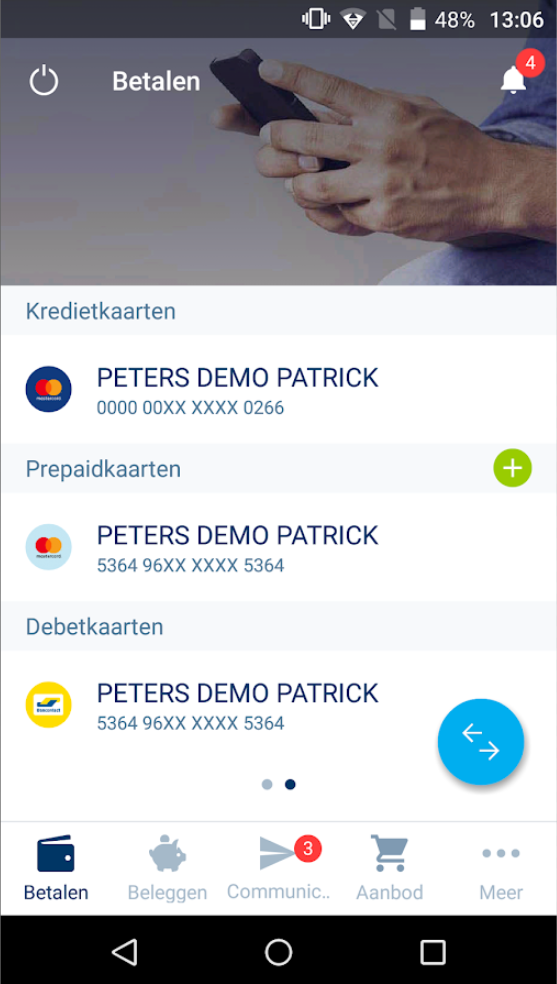 48% 13:06
Betalen
4
Kredietkaarten
PETERS DEMO PATRICK
0000 00XX XXXX 0266
Prepaidkaarten
PETERS DEMO PATRICK
5364 96XX XXXX 5364
Debetkaarten
PETERS DEMO PATRICK
5364 96XX XXXX 5364
3
Betalen Beleggen Communic.. Aanbod Meer